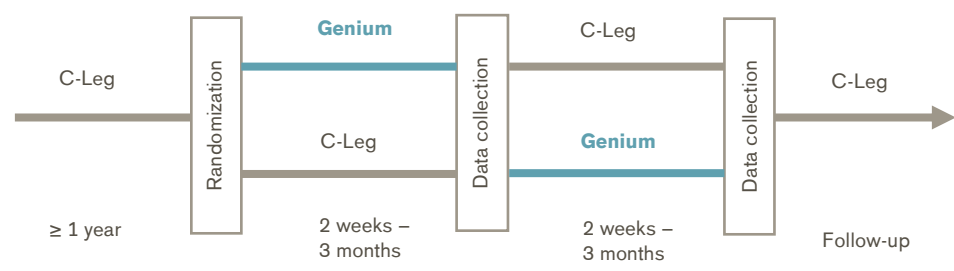 C-Leg
≥ 1 year
Randomization
Genium
C-Leg
2 weeks –
3 months
Data collection
C-Leg
Genium
2 weeks –
3 months
Data collection
C-Leg
Follow-up